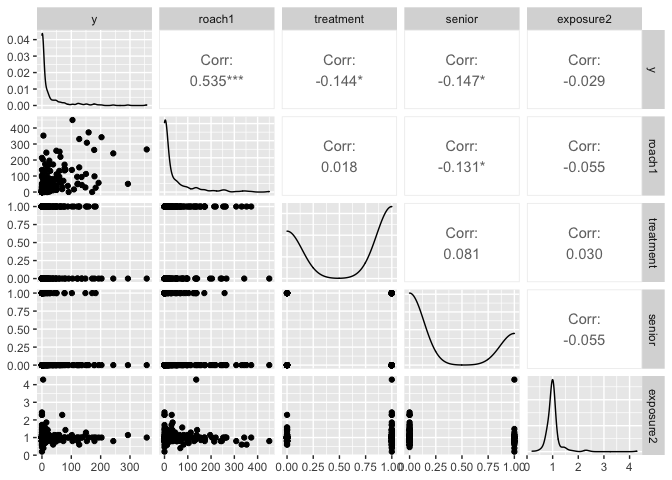 y roach1 treatment senior exposure2
0.04
0.03
0.02
0.01
0.00
Corr:
0.535***
Corr:
-0.144*
Corr:
-0.147*
Corr:
-0.029
y
400
300
200
100
0
Corr:
0.018
Corr:
-0.131*
Corr:
-0.055
roach1
1.00
0.75
0.50
0.25
0.00
Corr:
0.081
Corr:
0.030
treatment
1.00
0.75
0.50
0.25
0.00
Corr:
-0.055
senior
4
3
2
1
0
exposure2
0 100 200 300 0 100 200 300 400 0.00 0.25 0.50 0.75 1.00 0.00 0.25 0.50 0.75 1.00 0 1 2 3 4